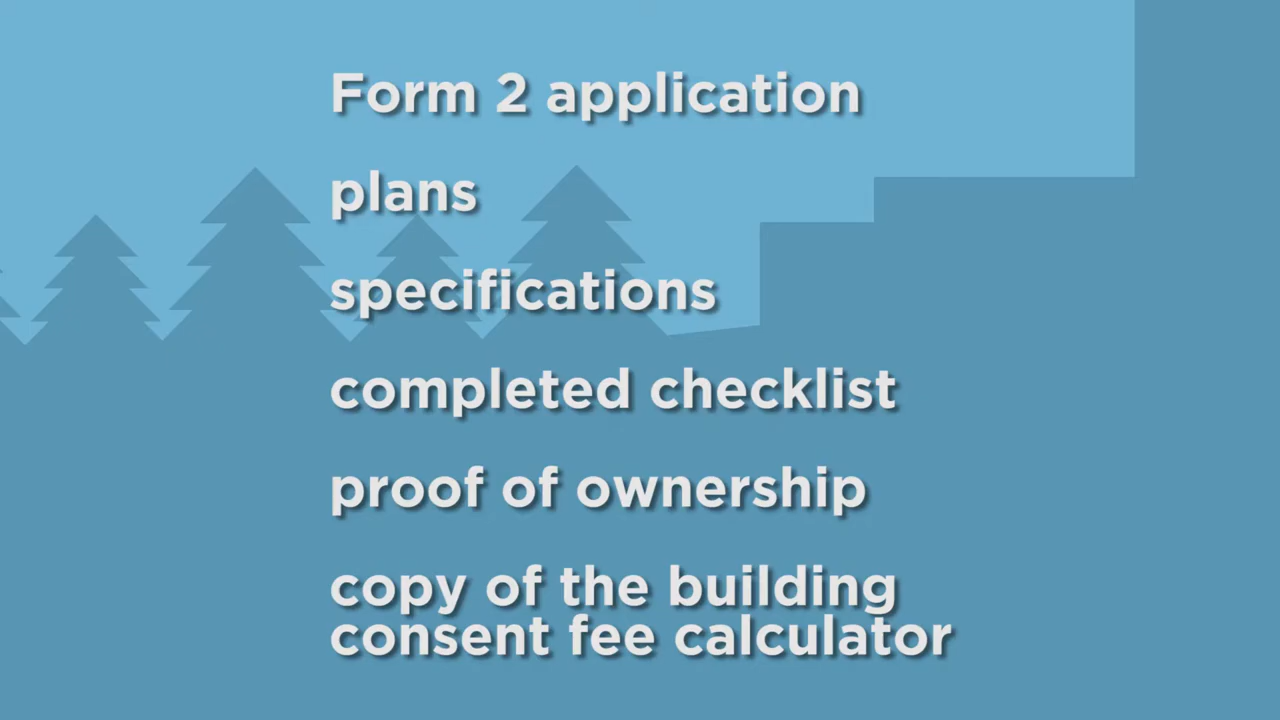 Form 2 application
plans
specifications
completed checklist
proof of ownership
copy of the building
consent fee calculator